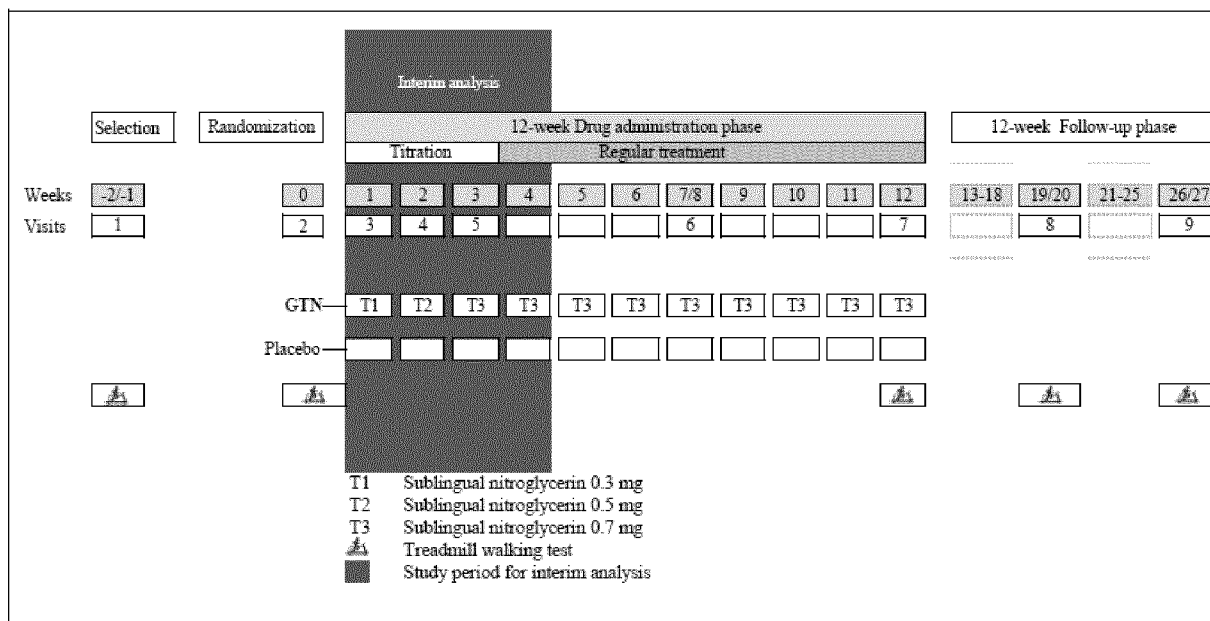 Interim analysis
Selection Randomization 12-week Drug administration phase 12-week Follow-up phase
Titration Regular treatment
Weeks -2/-1 0 1 2 3 4 5 6 7/8 9 10 11 12 13-18 19/20 21-25 26/27
Visits 1 2 3 4 5 6 7 8 9
GTN T1 T2 T3 T3 T3 T3 T3 T3 T3 T3 T3
Placebo
T1 Sublingual nitroglycerin 0.3 mg
T2 Sublingual nitroglycerin 0.5 mg
T3 Sublingual nitroglycerin 0.7 mg
Treadmill walking test
Study period for interim analysis